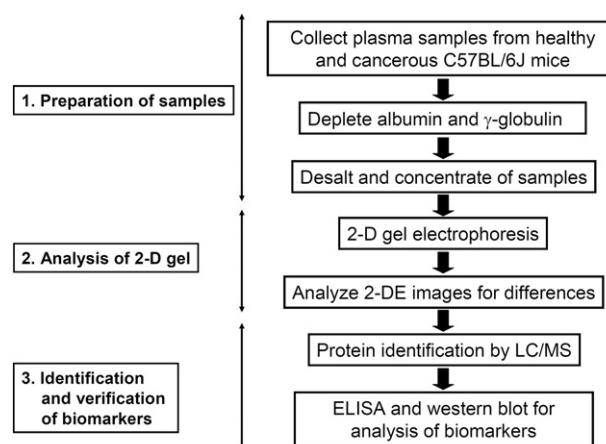 Collect plasma samples from healthy
and cancerous C57BL/6J mice
1. Preparation of samples
Deplete albumin and γ-globulin
Desalt and concentrate of samples
2-D gel electrophoresis
2. Analysis of 2-D gel
Analyze 2-DE images for differences
Protein identification by LC/MS
3. Identification
and verification
of biomarkers
ELISA and western blot for
analysis of biomarkers